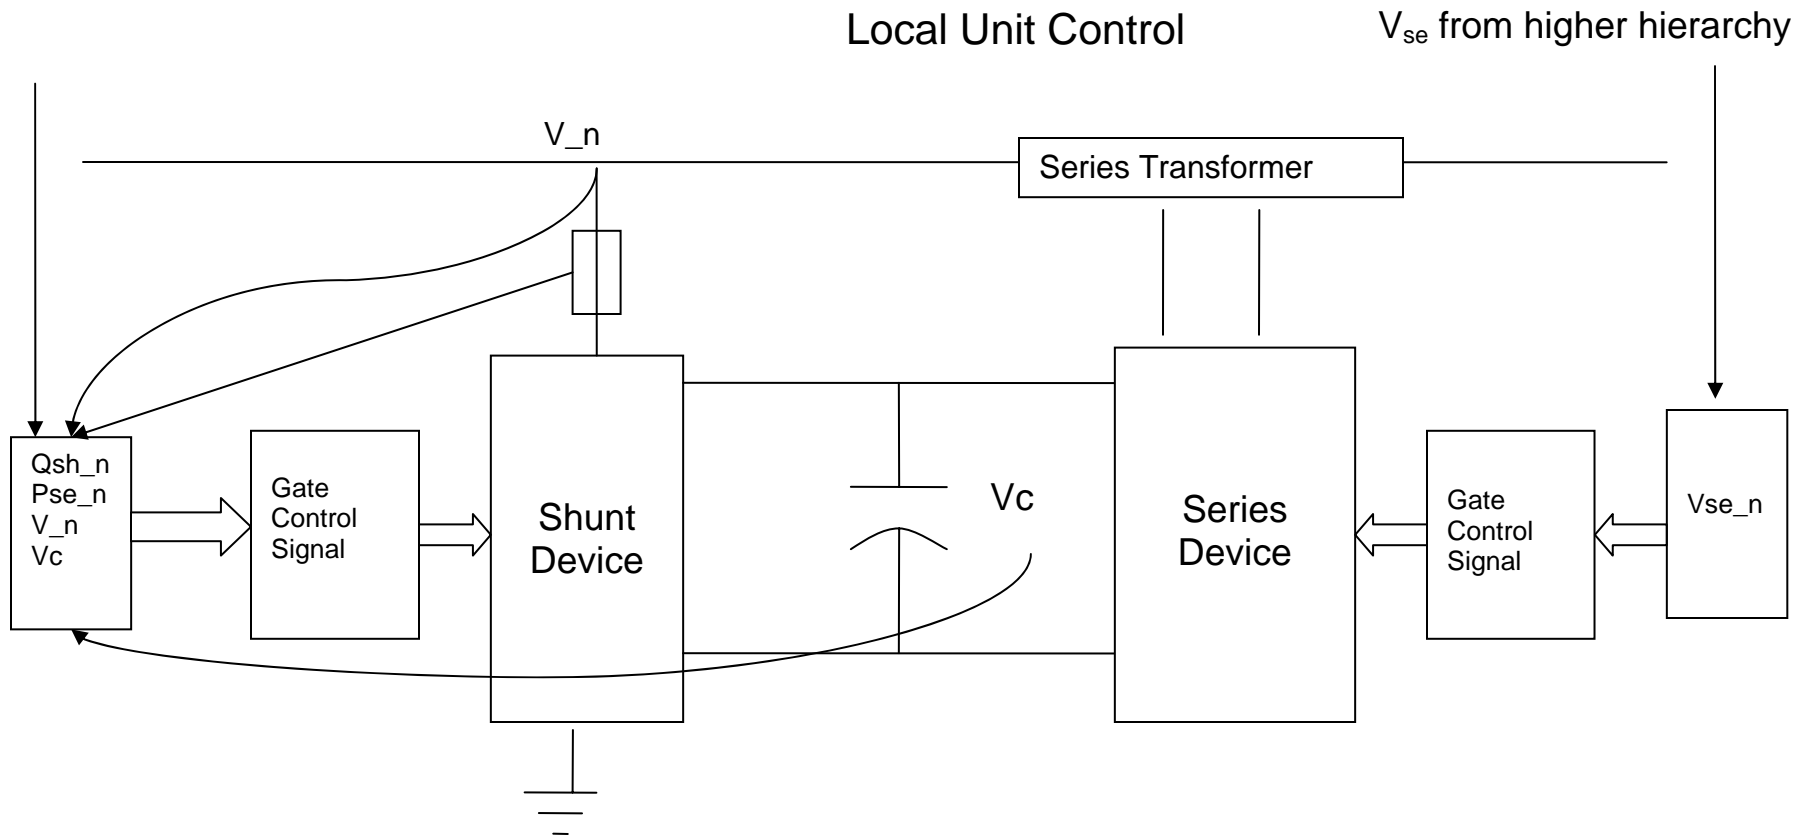 Local Unit Control
Vse from higher hierarchy
V_n
Series Transformer
Qsh_n
Pse_n
V_n
Vc
Gate
Control
Signal
Shunt
Device
Vc
Series
Device
Gate
Control
Signal
Vse_n